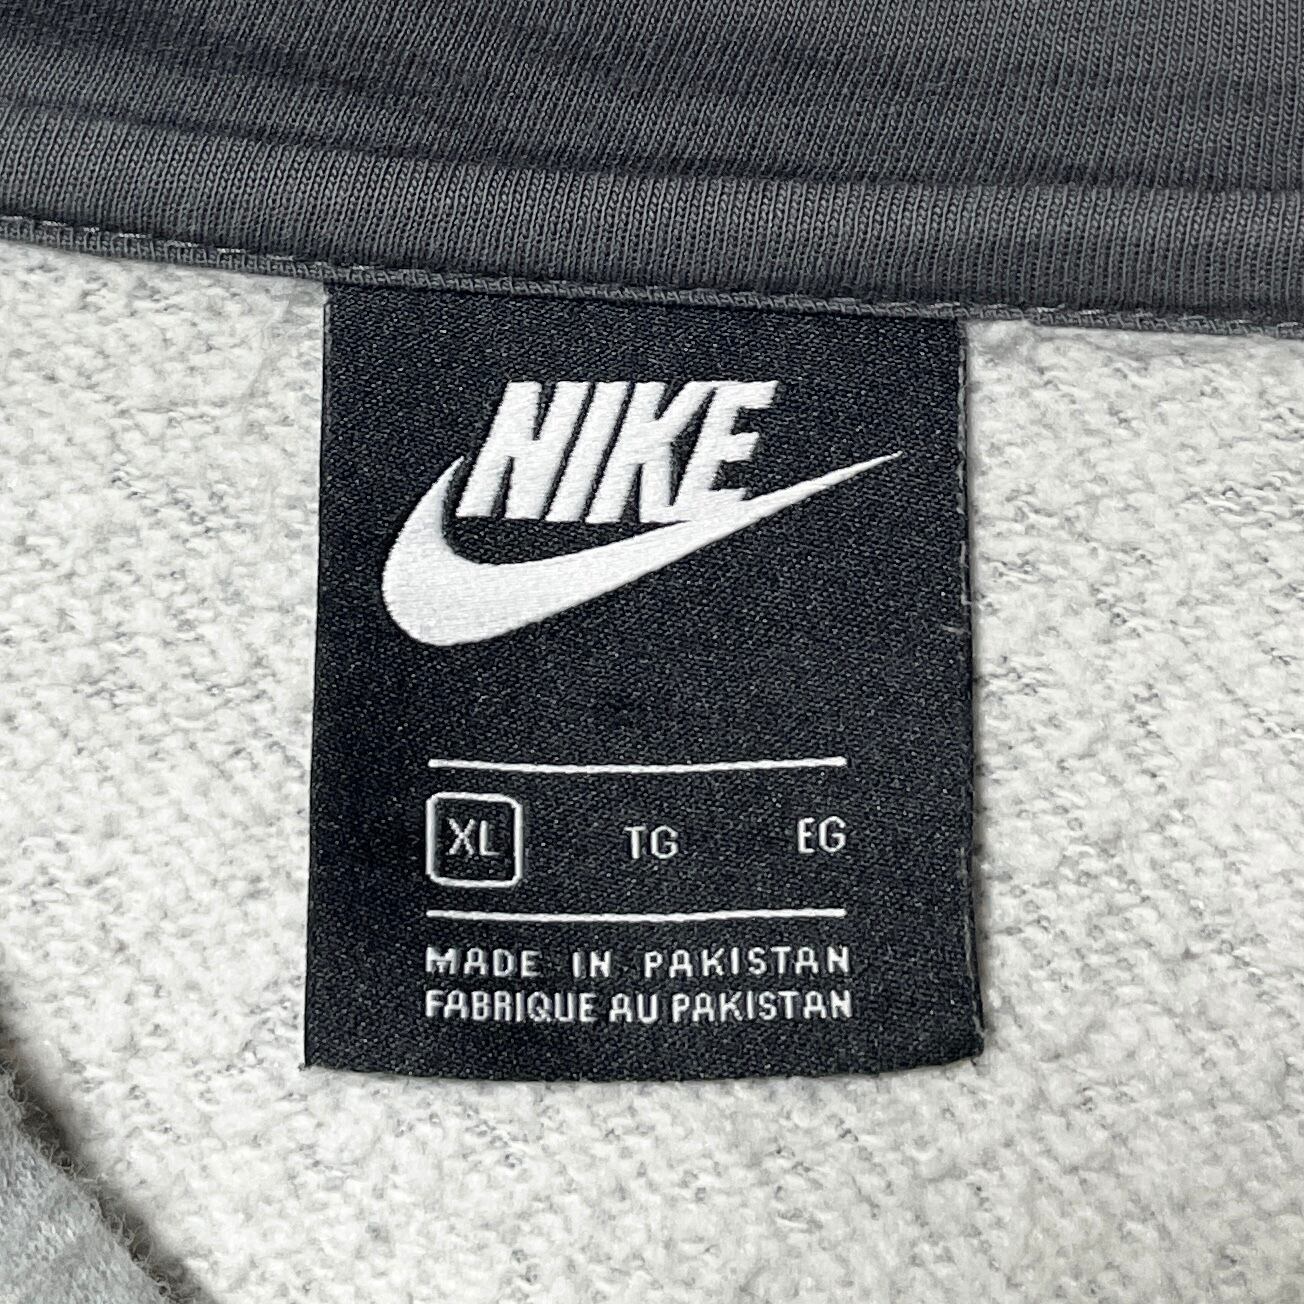 NIKE
XL TG EG
MADE IN PAKISTAN
FABRIQUE AU PAKISTAN